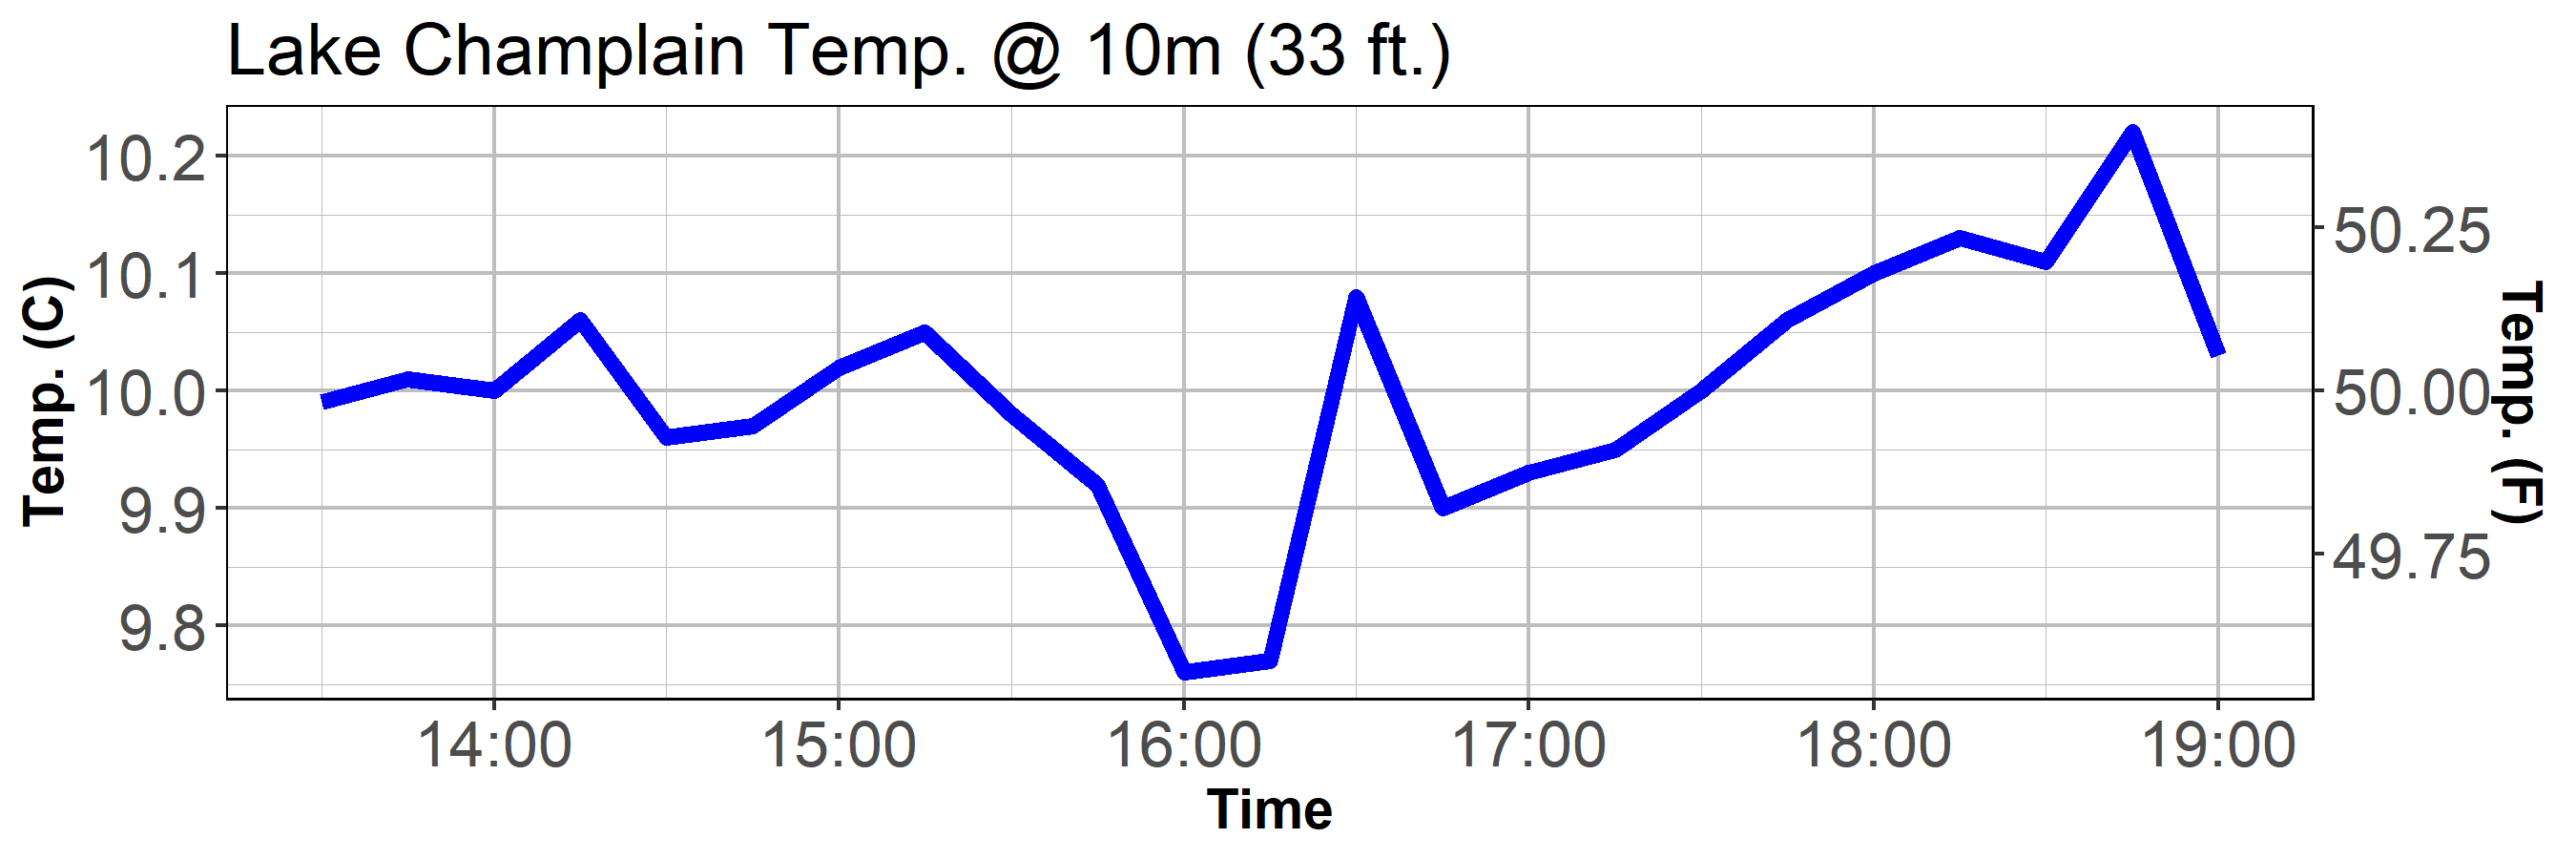 Lake Champlain Temp. @ 10m (33 ft.)
Temp. (C)
10.2
10.1
10.0
9.9
9.8
50.25
50.00
49.75
Temp. (F)
14:00 15:00 16:00 17:00 18:00 19:00
Time